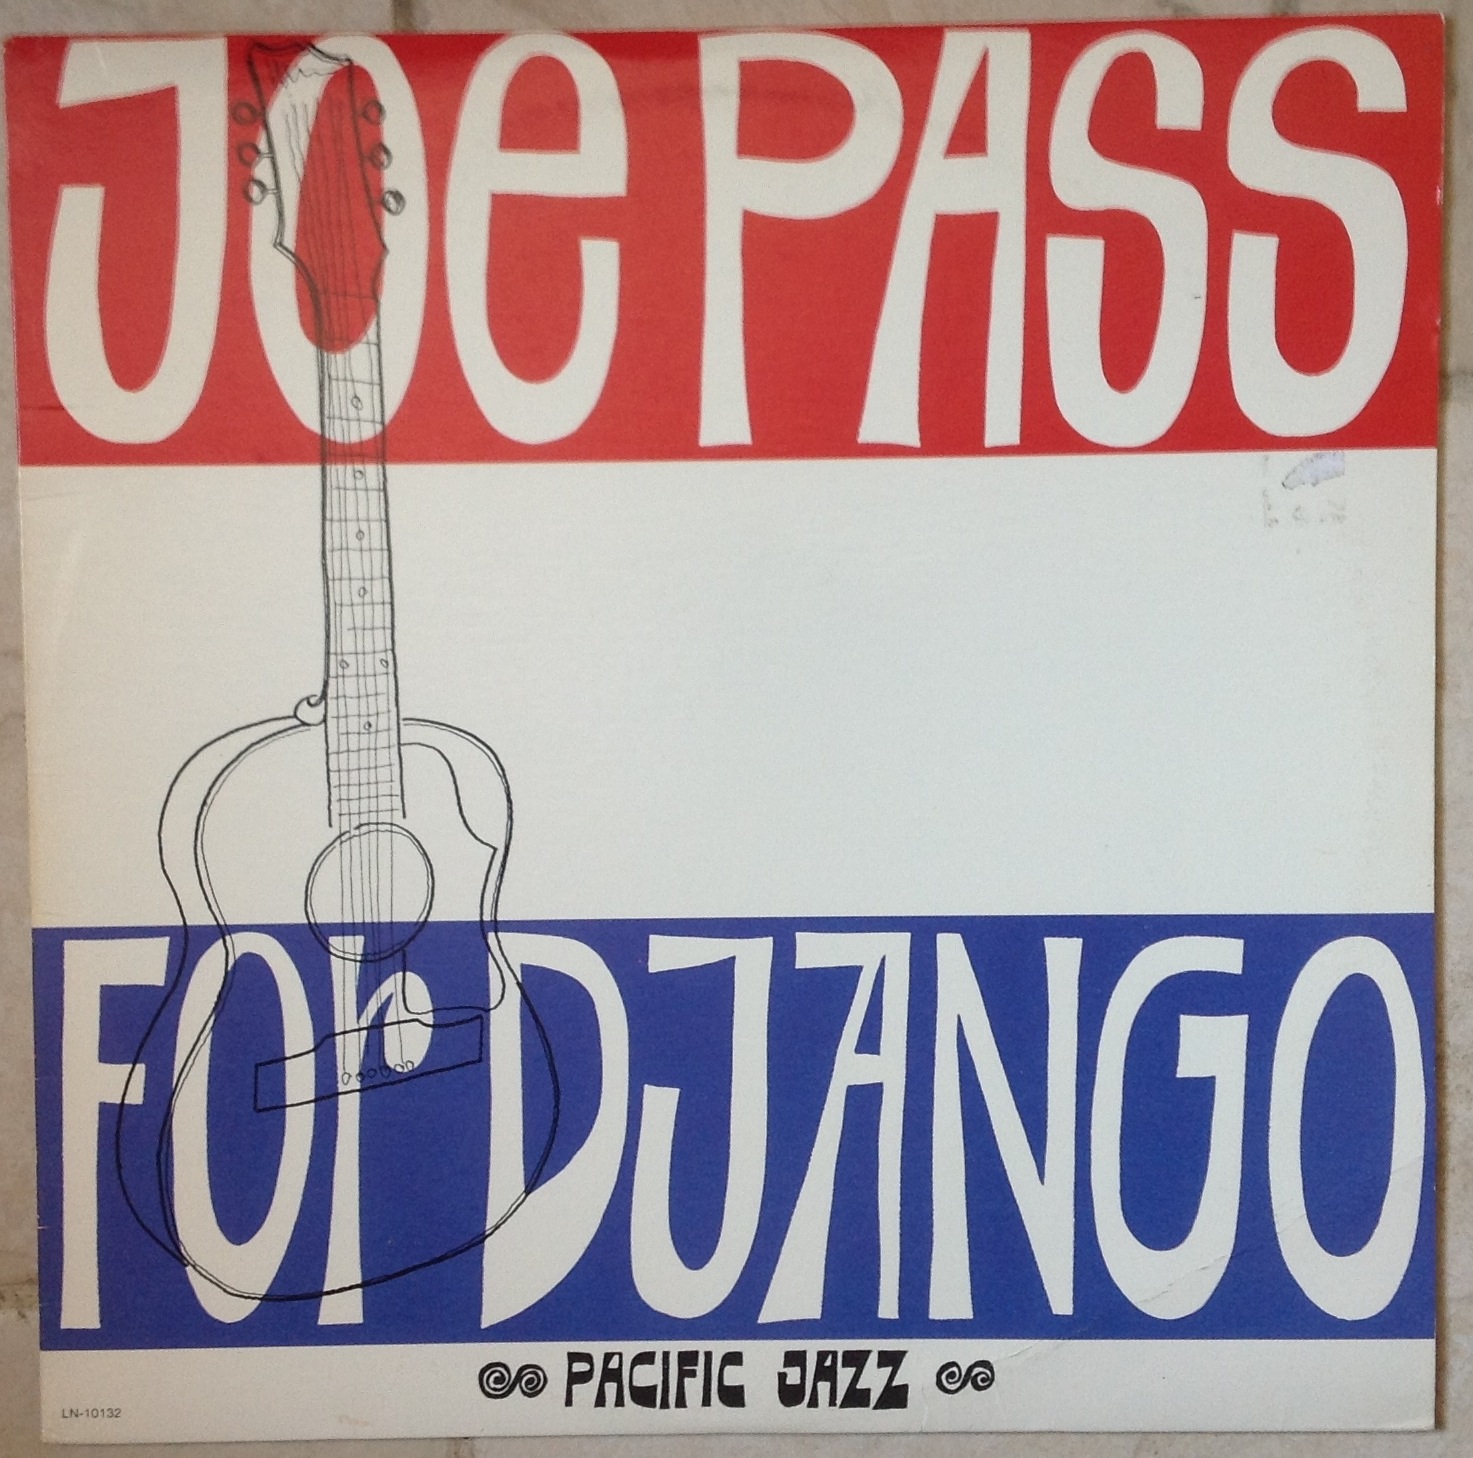 JOe PASS
FOr DJANGO
PACIFIC JAZZ
LN-10132